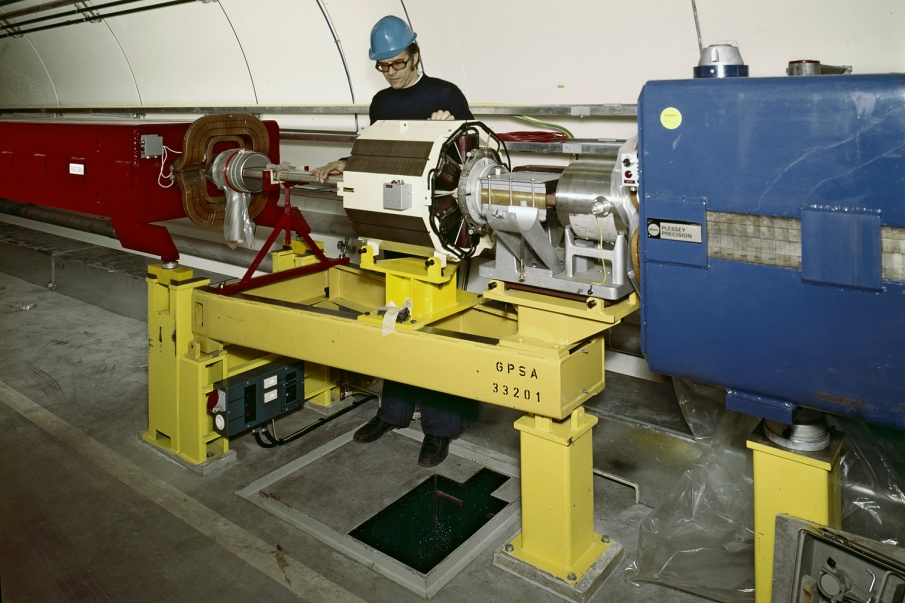 PLESSEY
PRECISION
GPSA
33201